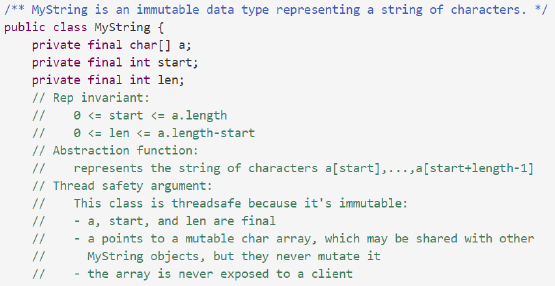 /** MyString is an immutable data type representing a string of characters. */
public class MyString {
    private final char[] a;
    private final int start;
    private final int len;
    // Rep invariant:
    //    0 <= start <= a.length
    //    0 <= len <= a.length-start
    // Abstraction function:
    //    represents the string of characters a[start],...,a[start+length-1]
    // Thread safety argument:
    //    This class is threadsafe because it's immutable:
    //    - a, start, and len are final
    //    - a points to a mutable char array, which may be shared with other
    //      MyString objects, but they never mutate it
    //    - the array is never exposed to a client